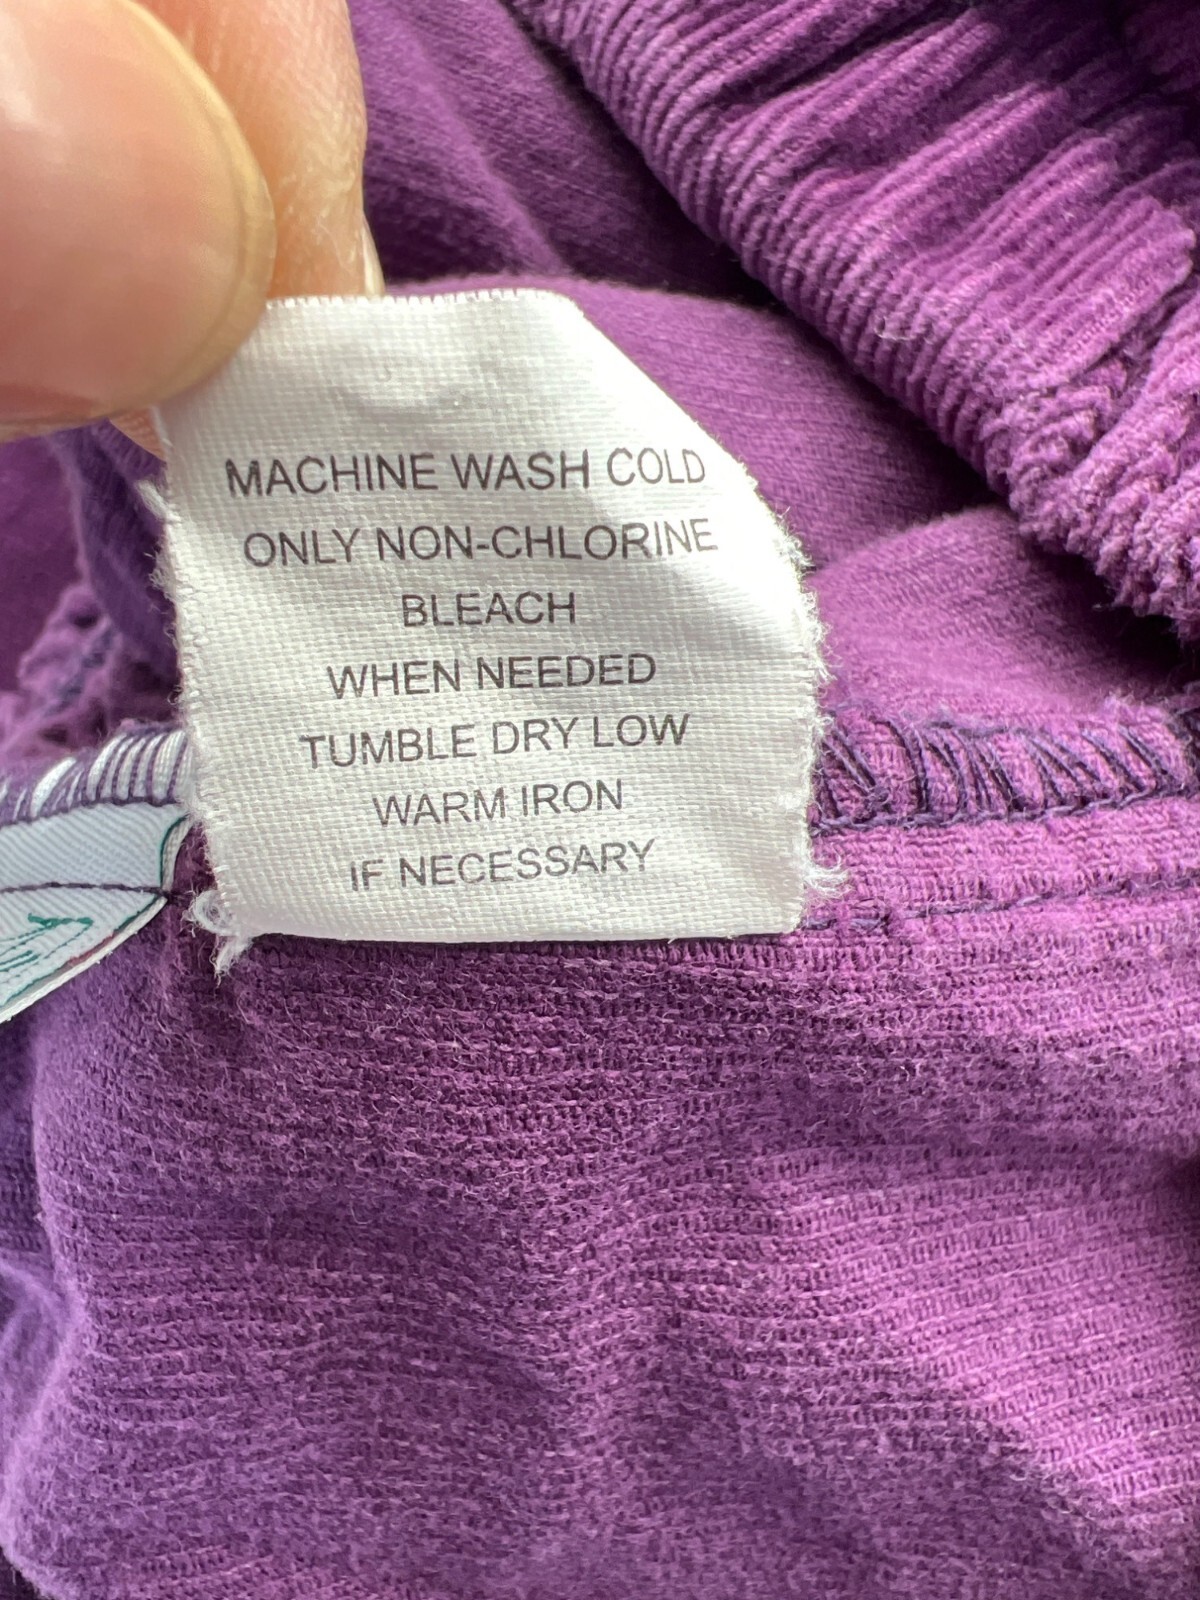 MACHINE WASH COLD
ONLY NON-CHLORINE
BLEACH
WHEN NEEDED
TUMBLE DRY LOW
WARM IRON
IF NECESSARY